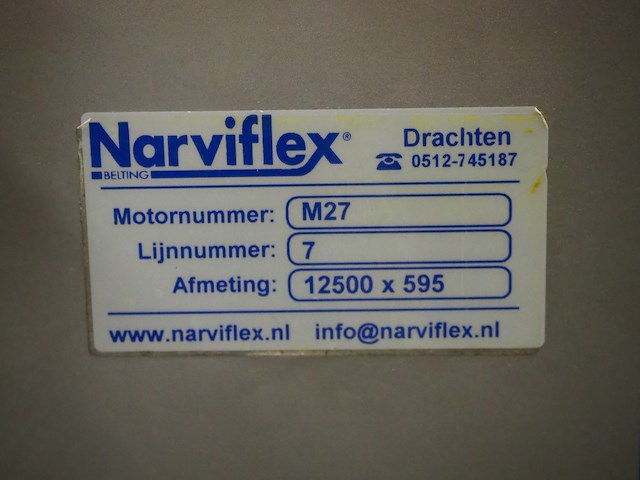 Narviflex®
BELTING
Drachten
☎ 0512-745187
Motornummer: M27
Lijnnummer: 7
Afmeting: 12500 x 595
www.narviflex.nl info@narviflex.nl